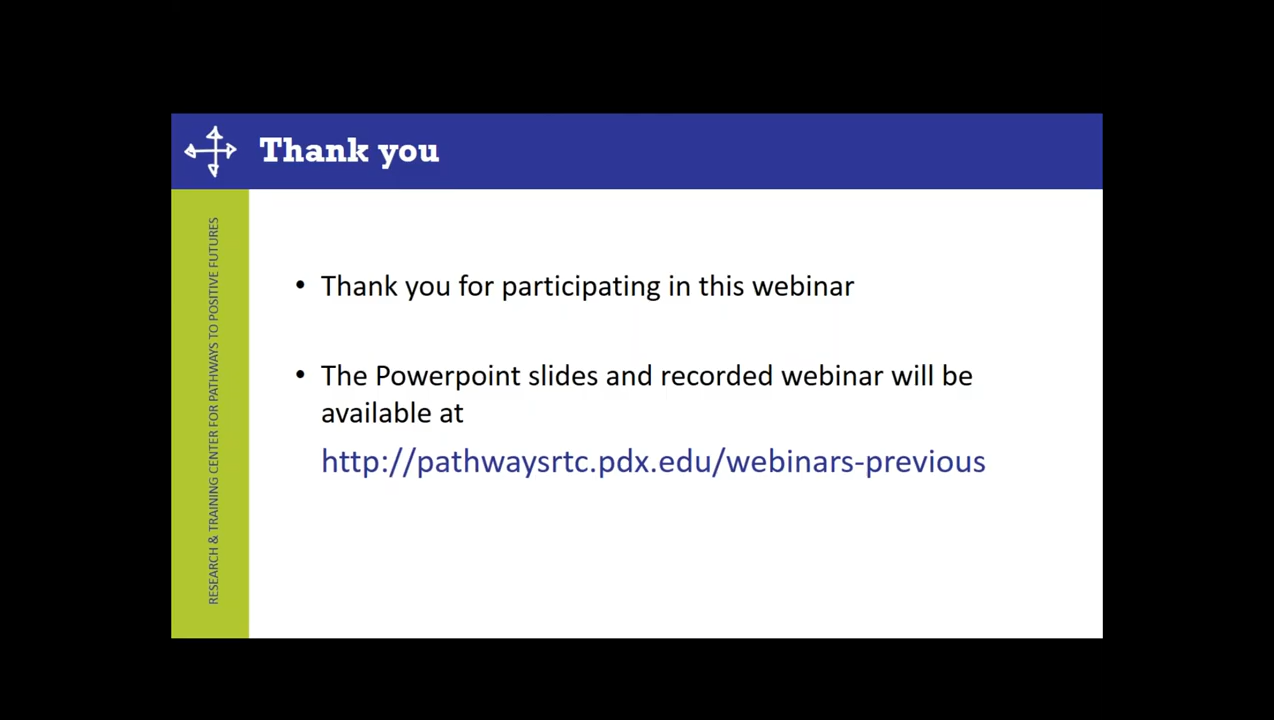 Thank you
RESEARCH & TRAINING CENTER FOR PATHWAYS TO POSITIVE FUTURES
• Thank you for participating in this webinar
• The Powerpoint slides and recorded webinar will be
available at
http://pathwaysrtc.pdx.edu/webinars-previous